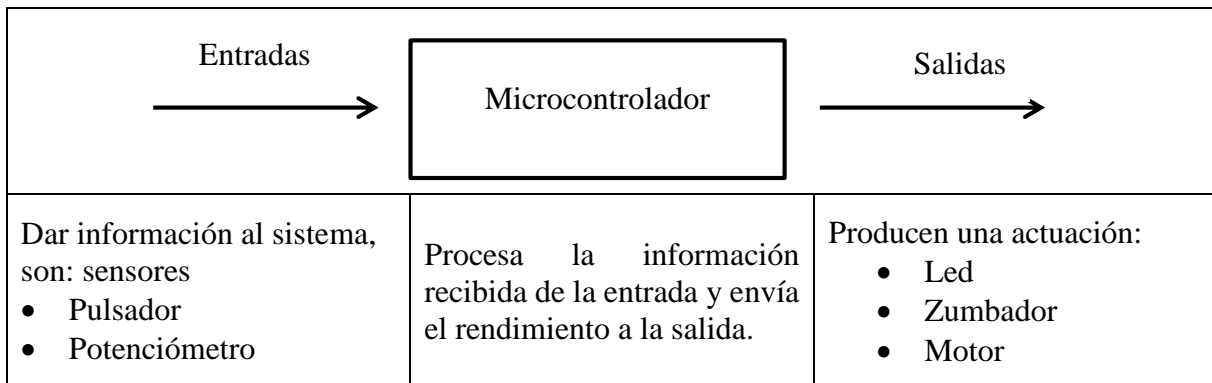 Entradas
Microcontrolador
Salidas
Dar información al sistema,
son: sensores
• Pulsador
• Potenciómetro
Procesa la información
recibida de la entrada y envía
el rendimiento a la salida.
Producen una actuación:
• Led
• Zumbador
• Motor